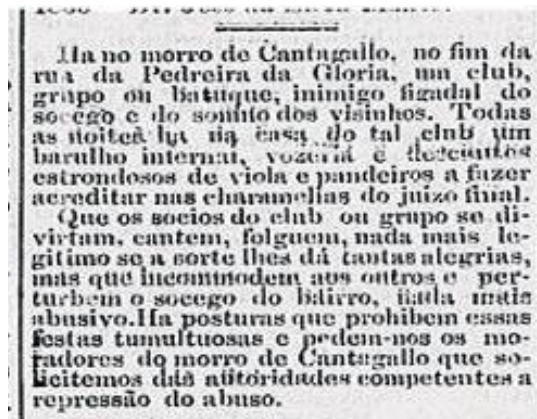 Ha no morro de Cantagallo, no fim da
rua da Pedreira da Gloria, um club,
grupo ou batuque, inimigo figadal do
socego e do somno dos visinhos. Todas
as noites ha na casa do tal club um
barulho infernal, vozeria e
estrondosos de viola e pandeiros a fazer
acreditar nas charamellas do juizo final.
Que os socios do club ou grupo se di-
virtam, cantem, folguem, nada mais le-
gitimo se a sorte lhes dá tantas alegrias,
mas que incommodem aos outros e per-
turbem o socego do bairro, nada mais
abusivo. Ha posturas que prohibem essas
festas tumultuosas e pedem-nos os mo-
radores do morro de Cantagallo que so-
licitemos das autoridades competentes a
repressão do abuso.